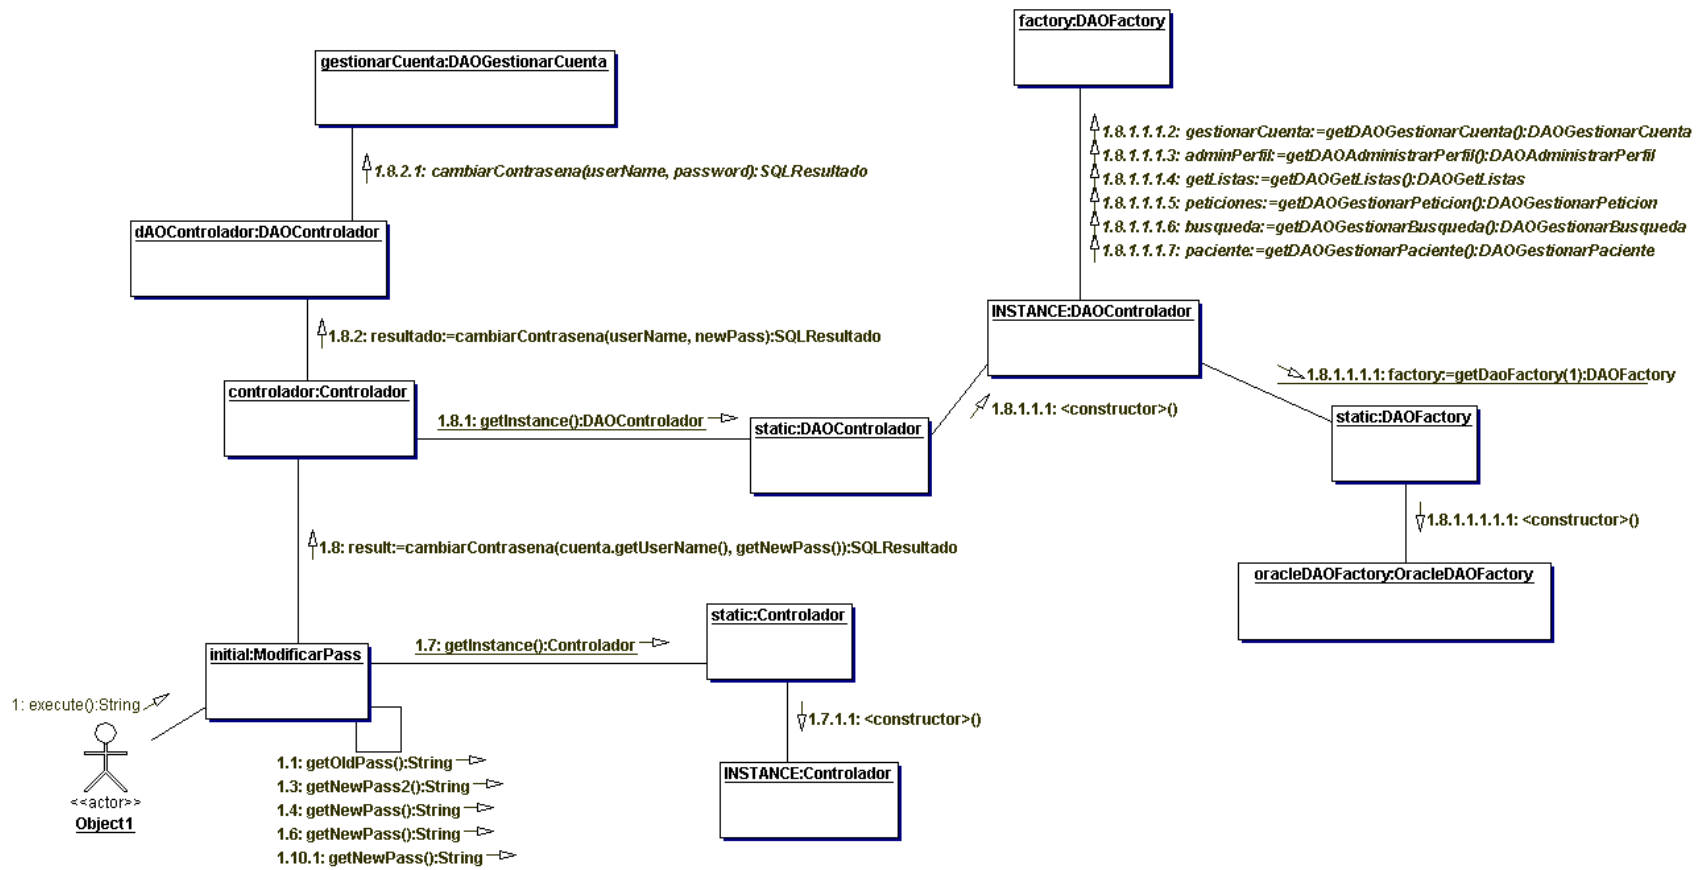 factory:DAOFactory
gestionarCuenta:DAOGestionarCuenta
1.8.1.1.1.2: gestionarCuenta:=getDAOGestionarCuenta():DAOGestionarCuenta
1.8.1.1.1.3: adminPerfil:=getDAOAdministrarPerfil():DAOAdministrarPerfil
1.8.1.1.1.4: getListas:=getDAOGetListas():DAOGetListas
1.8.1.1.1.5: peticiones:=getDAOGestionarPeticion():DAOGestionarPeticion
1.8.1.1.1.6: busqueda:=getDAOGestionarBusqueda():DAOGestionarBusqueda
1.8.1.1.1.7: paciente:=getDAOGestionarPaciente():DAOGestionarPaciente
1.8.2.1: cambiarContrasena(userName, password):SQLResultado
dAOControlador:DAOControlador
INSTANCE:DAOControlador
1.8.2: resultado:=cambiarContrasena(userName, newPass):SQLResultado
1.8.1.1.1.1: factory:=getDaoFactory(1):DAOFactory
controlador:Controlador
1.8.1.1.1: <constructor>()
1.8.1: getInstance():DAOControlador
static:DAOControlador
static:DAOFactory
1.8.1.1.1.1.1: <constructor>()
1.8: result:=cambiarContrasena(cuenta.getUserName(), getNewPass()):SQLResultado
oracleDAOFactory:OracleDAOFactory
static:Controlador
1.7: getInstance():Controlador
initial:ModificarPass
1: execute():String
1.7.1.1: <constructor>()
1.1: getOldPass():String
1.3: getNewPass2():String
1.4: getNewPass():String
1.6: getNewPass():String
1.10.1: getNewPass():String
INSTANCE:Controlador
<<actor>>
Object1